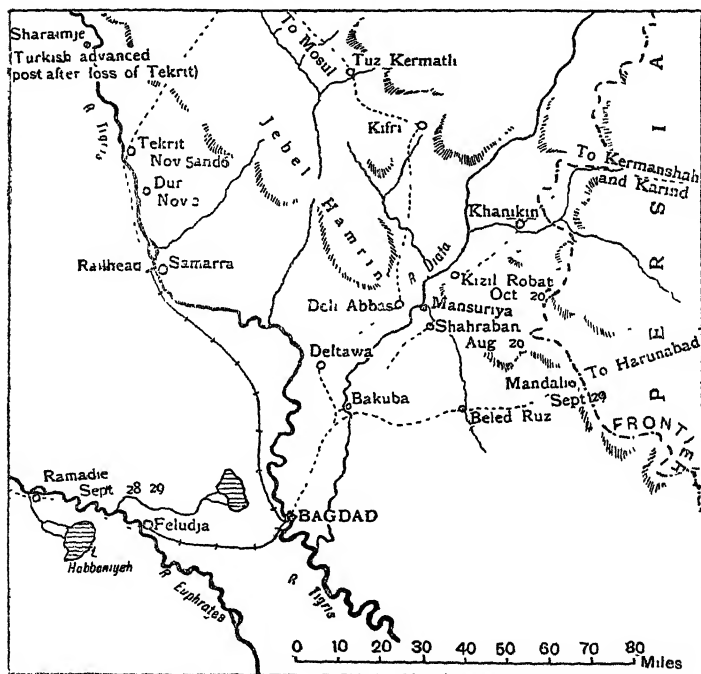 Sharaimje
(Turkish advanced
post after loss of Tekrit)
To Mosul
Tuz Kermatli
Kifri
R Tigris
Tekrit
Nov 5 and 6
Dur
Nov 2
Jebel Hamrin
To Kermanshah
and Karind
Khanikin
R Diala
Railhead
Samarra
Kizil Robat
Oct 20
Deli Abbas
Mansuriya
Shahraban
Aug 20
Deltawa
To Harunabad
Mandali
Sept 29
PERSIA
Bakuba
Beled Ruz
FRONTIER
Ramadie
Sept 28 29
Feludja
BAGDAD
L
Habbaniyeh
R Euphrates
R Tigris
0 10 20 30 40 50 60 70 80
Miles